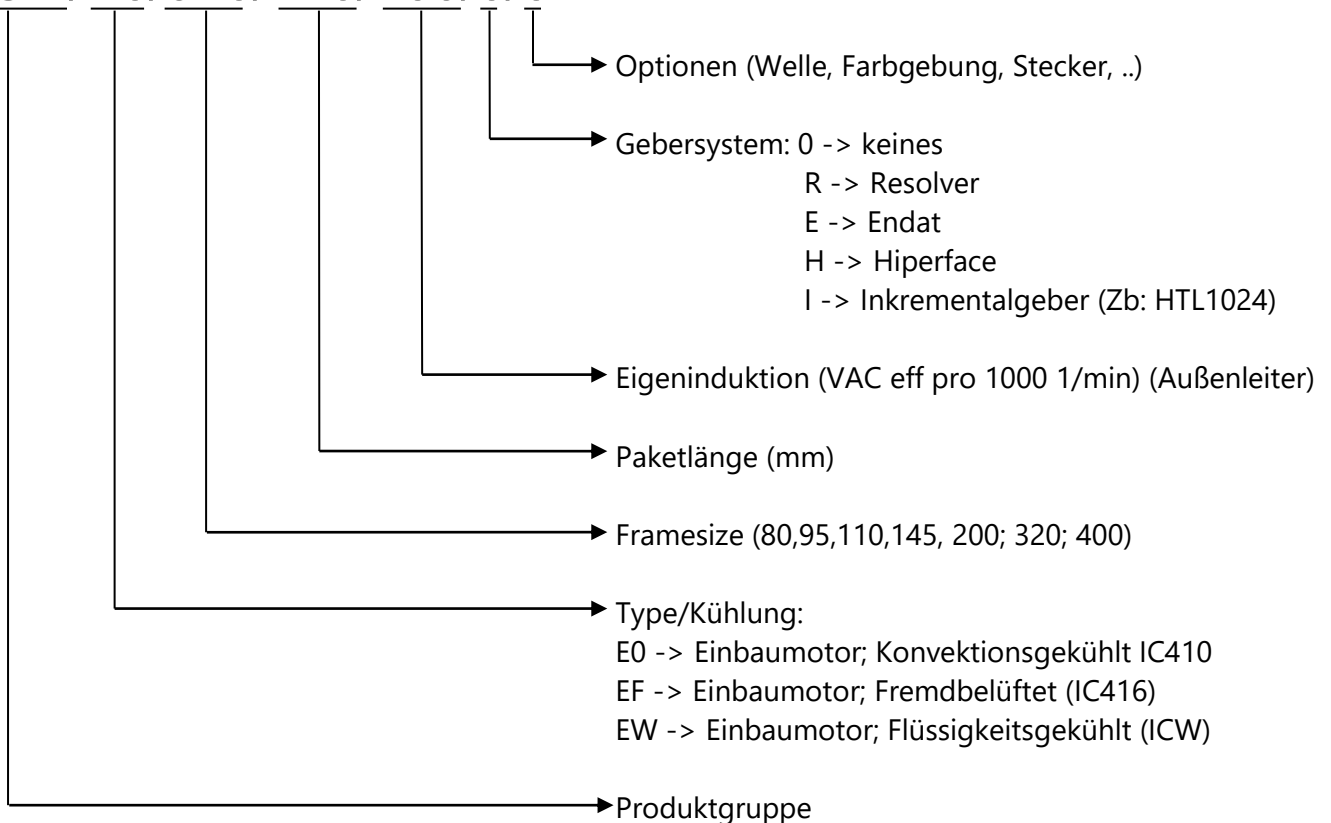 Optionen (Welle, Farbgebung, Stecker, ..)
Gebersystem: 0 -> keines
R -> Resolver
E -> Endat
H -> Hiperface
I -> Inkrementalgeber (Zb: HTL1024)
Eigeninduktion (VAC eff pro 1000 1/min) (Außenleiter)
Paketlänge (mm)
Framesize (80,95,110,145, 200; 320; 400)
Type/Kühlung:
E0 -> Einbaumotor; Konvektionsgekühlt IC410
EF -> Einbaumotor; Fremdbelüftet (IC416)
EW -> Einbaumotor; Flüssigkeitsgekühlt (ICW)
Produktgruppe